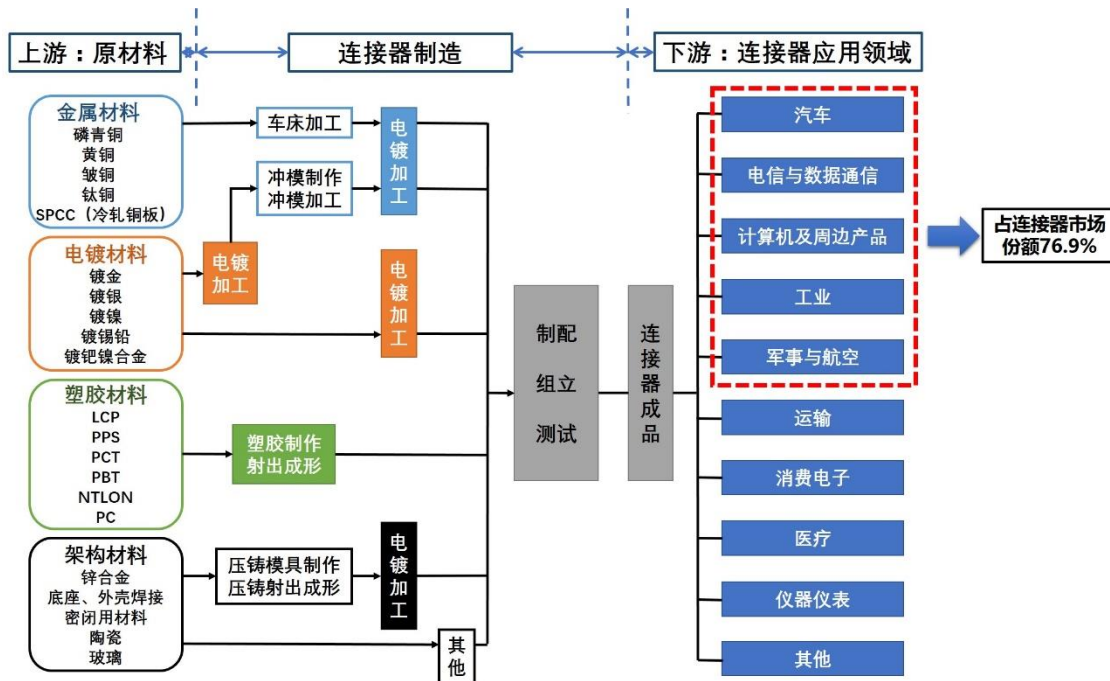 上游：原材料
连接器制造
下游：连接器应用领域
金属材料
磷青铜
黄铜
皱铜
钛铜
SPCC（冷轧铜板）
电镀材料
镀金
镀银
镀镍
镀锡铅
镀钯镍合金
塑胶材料
LCP
PPS
PCT
PBT
NTLON
PC
架构材料
锌合金
底座、外壳焊接
密闭用材料
陶瓷
玻璃
车床加工
冲模制作
冲模加工
电镀加工
电镀
加工
电镀加工
塑胶制作
射出成形
压铸模具制作
压铸射出成形
电镀加工
其他
制配
组立
测试
连接器成品
汽车
电信与数据通信
计算机及周边产品
工业
军事与航空
运输
消费电子
医疗
仪器仪表
其他
占连接器市场
份额76.9%